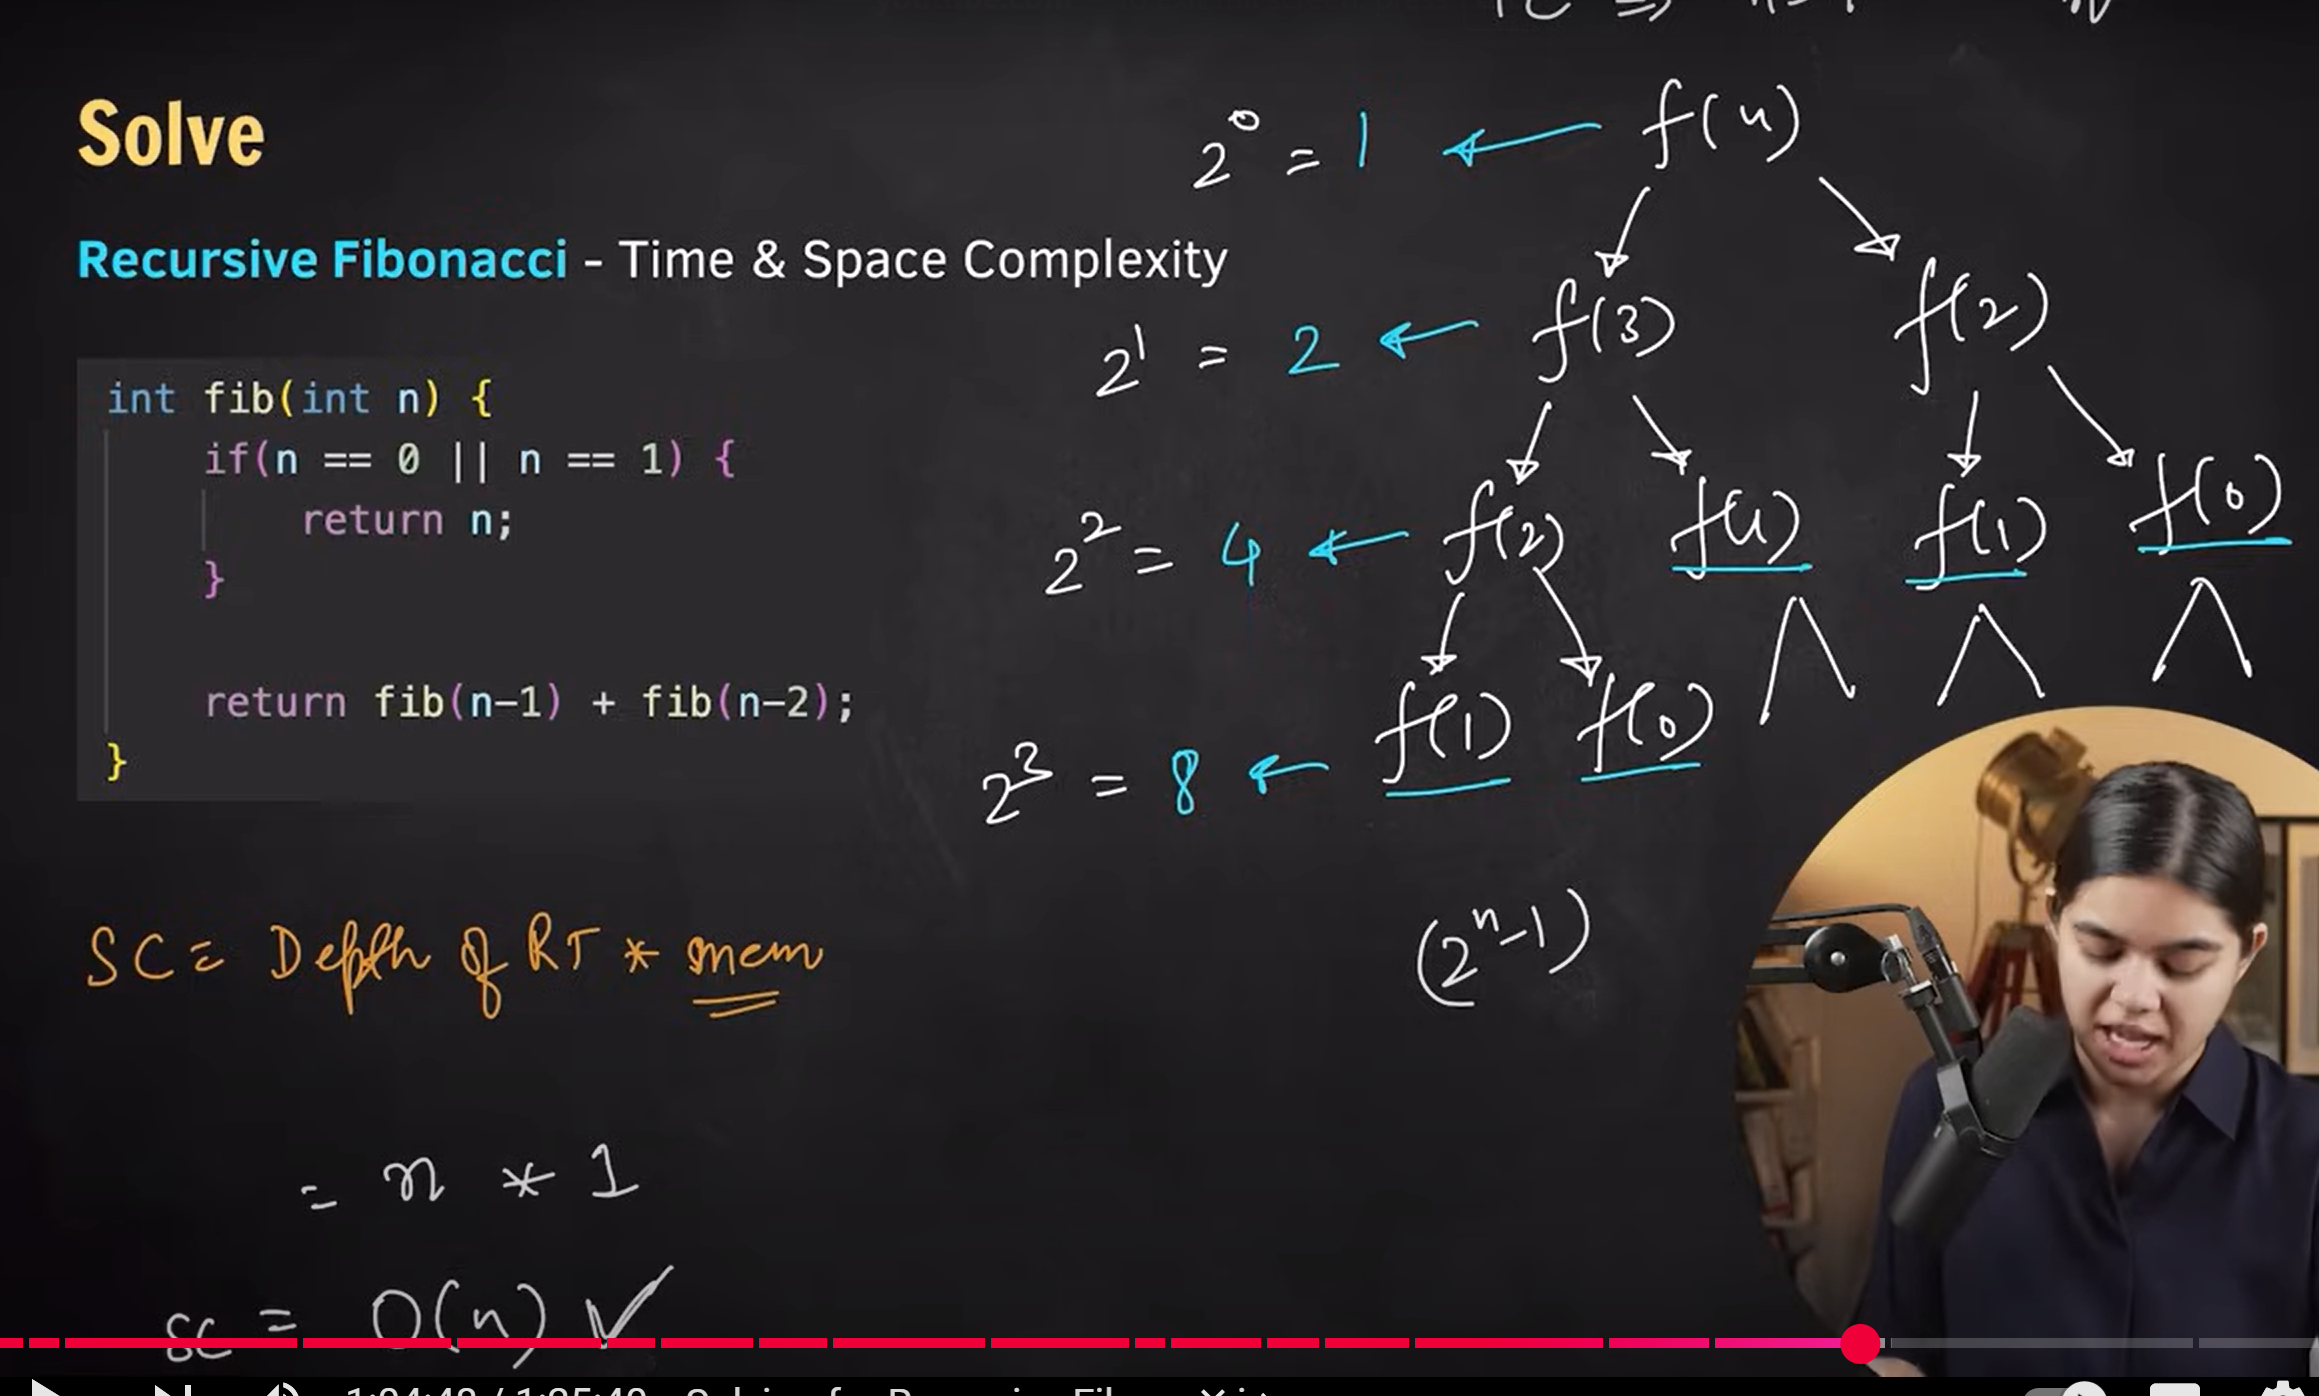 Solve
Recursive Fibonacci - Time & Space Complexity
int fib(int n) {
if(n == 0 || n == 1) {
return n;
}
return fib(n-1) + fib(n-2);
}
SC = Depth of RT * mem
= n * 1
SC = O(n) ✓
2^0 = 1 ← f(4)
2^1 = 2 ← f(3) f(2)
2^2 = 4 ← f(2) f(1) f(1) f(0)
2^3 = 8 ← f(1) f(0)
(2^n-1)